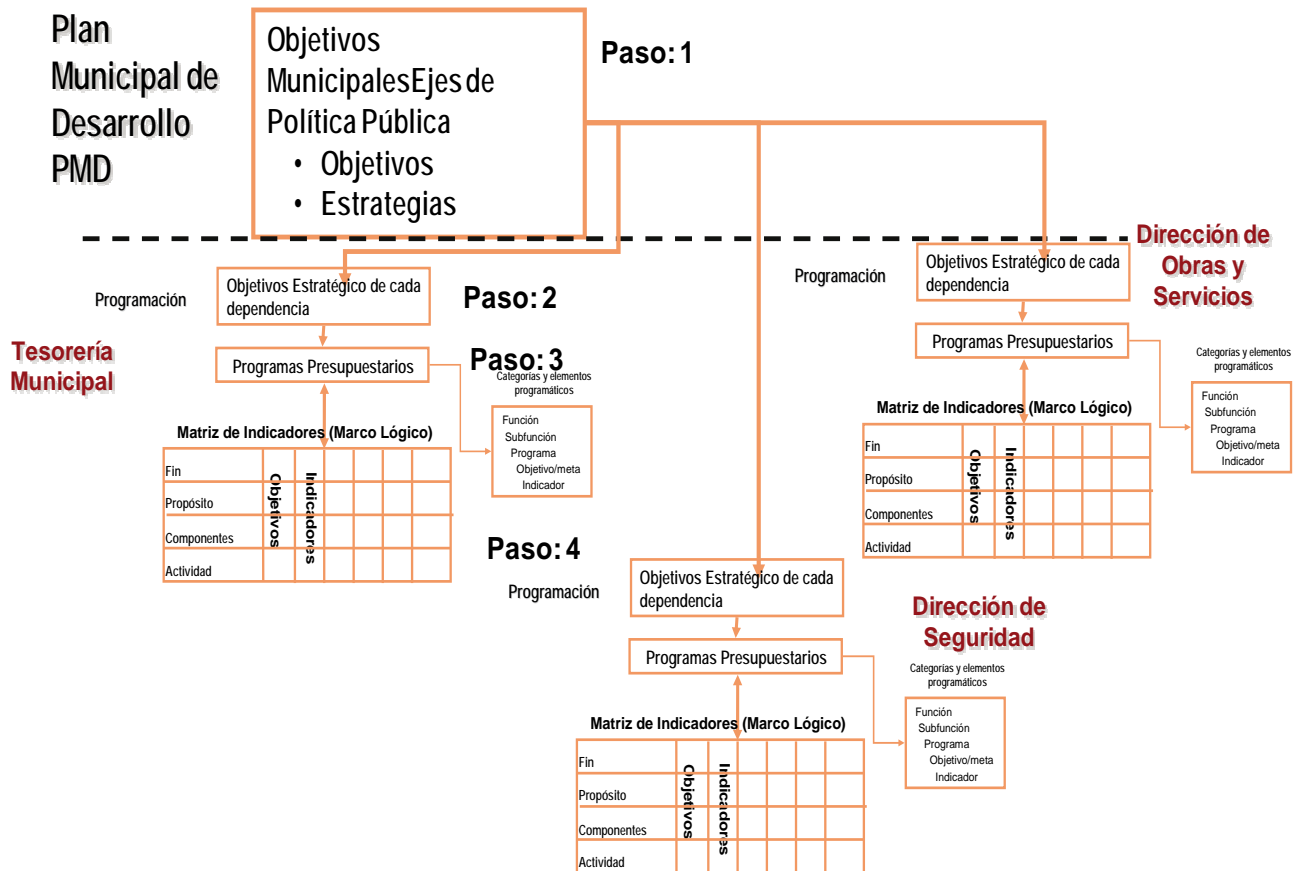 Plan
Municipal de
Desarrollo
PMD
Objetivos
MunicipalesEjes de
Política Pública
• Objetivos
• Estrategias
Paso: 1
Programación
Objetivos Estratégico de cada
dependencia
Paso: 2
Tesorería
Municipal
Programas Presupuestarios
Paso: 3
Categorías y elementos
programáticos
Función
Subfunción
Programa
Objetivo/meta
Indicador
Matriz de Indicadores (Marco Lógico)
Fin
Propósito
Componentes
Actividad
Objetivos
Indicadores
Paso: 4
Dirección de
Obras y
Servicios
Programación
Objetivos Estratégico de cada
dependencia
Programas Presupuestarios
Categorías y elementos
programáticos
Función
Subfunción
Programa
Objetivo/meta
Indicador
Matriz de Indicadores (Marco Lógico)
Fin
Propósito
Componentes
Actividad
Objetivos
Indicadores
Programación
Objetivos Estratégico de cada
dependencia
Dirección de
Seguridad
Programas Presupuestarios
Categorías y elementos
programáticos
Función
Subfunción
Programa
Objetivo/meta
Indicador
Matriz de Indicadores (Marco Lógico)
Fin
Propósito
Componentes
Actividad
Objetivos
Indicadores